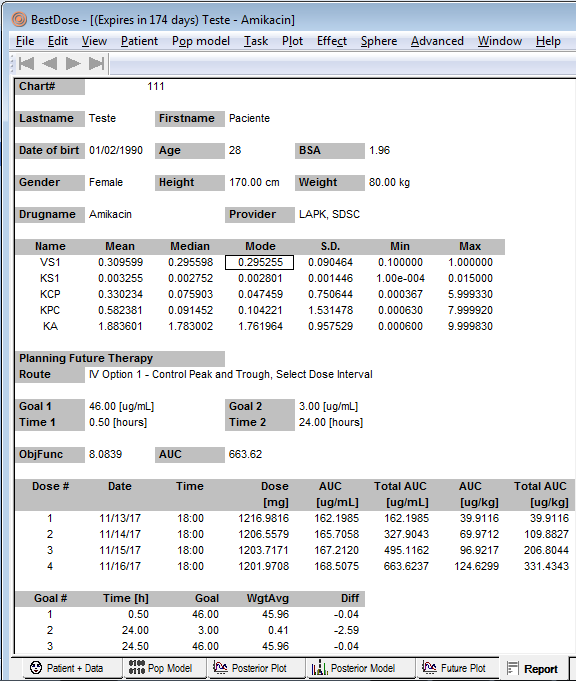 BestDose - [(Expires in 174 days) Teste - Amikacin]
File Edit View Patient Pop model Task Plot Effect Sphere Advanced Window Help
Chart# 111
Lastname Teste Firstname Paciente
Date of birt 01/02/1990 Age 28 BSA 1.96
Gender Female Height 170.00 cm Weight 80.00 kg
Drugname Amikacin Provider LAPK, SDSC
Name Mean Median Mode S.D. Min Max
VS1 0.309599 0.295598 0.295255 0.090464 0.100000 1.000000
KS1 0.003255 0.002752 0.002801 0.001446 1.00e-004 0.015000
KCP 0.330234 0.075903 0.047459 0.750644 0.000367 5.999330
KPC 0.582381 0.091452 0.104221 1.531478 0.000630 7.999920
KA 1.883601 1.783002 1.761964 0.957529 0.000600 9.999830
Planning Future Therapy
Route IV Option 1 - Control Peak and Trough, Select Dose Interval
Goal 1 46.00 [ug/mL] Goal 2 3.00 [ug/mL]
Time 1 0.50 [hours] Time 2 24.00 [hours]
ObjFunc 8.0839 AUC 663.62
Dose # Date Time Dose AUC Total AUC AUC Total AUC
[mg] [ug/mL] [ug/mL] [ug/kg] [ug/kg]
1 11/13/17 18:00 1216.9816 162.1985 162.1985 39.9116 39.9116
2 11/14/17 18:00 1206.5579 165.7058 327.9043 69.9712 109.8827
3 11/15/17 18:00 1203.7171 167.2120 495.1162 96.9217 206.8044
4 11/16/17 18:00 1201.9708 168.5075 663.6237 124.6299 331.4343
Goal # Time [h] Goal WgtAvg Diff
1 0.50 46.00 45.96 -0.04
2 24.00 3.00 0.41 -2.59
3 24.50 46.00 45.96 -0.04
Patient + Data Pop Model Posterior Plot Posterior Model Future Plot Report